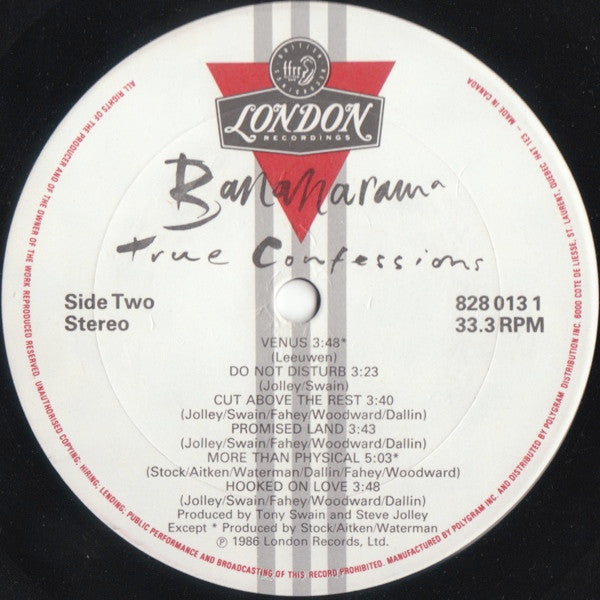 BRITISH
ffrr
LONDON
RECORDINGS
Bananarama
True Confessions
Side Two
Stereo
828 013 1
33.3 RPM
VENUS 3:48*
(Leeuwen)
DO NOT DISTURB 3:23
(Jolley/Swain)
CUT ABOVE THE REST 3:40
(Jolley/Swain/Fahey/Woodward/Dallin)
PROMISED LAND 3:43
(Jolley/Swain/Fahey/Woodward/Dallin)
MORE THAN PHYSICAL 5:03*
(Stock/Aitken/Waterman/Dallin/Fahey/Woodward)
HOOKED ON LOVE 3:48
(Jolley/Swain/Fahey/Woodward/Dallin)
Produced by Tony Swain and Steve Jolley
Except * Produced by Stock/Aitken/Waterman
℗ 1986 London Records, Ltd.
ALL RIGHTS OF THE PRODUCER AND OF THE OWNER OF THE WORK REPRODUCED RESERVED. UNAUTHORISED COPYING, HIRING, LENDING, PUBLIC PERFORMANCE AND BROADCASTING OF THIS RECORD PROHIBITED. MANUFACTURED BY POLYGRAM INC. AND DISTRIBUTED BY POLYGRAM DISTRIBUTION INC. 6000 COTE DE LIESSE, ST. LAURENT, QUEBEC H4T 1E3 – MADE IN CANADA